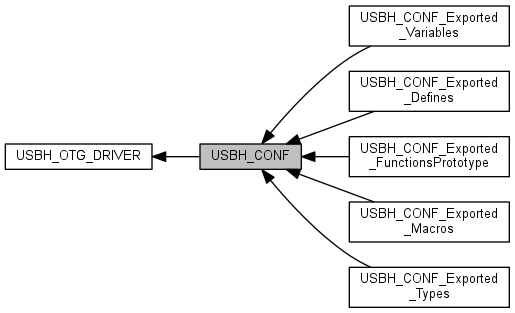 USBH_OTG_DRIVER
USBH_CONF
USBH_CONF_Exported
_Variables
USBH_CONF_Exported
_Defines
USBH_CONF_Exported
_FunctionsPrototype
USBH_CONF_Exported
_Macros
USBH_CONF_Exported
_Types